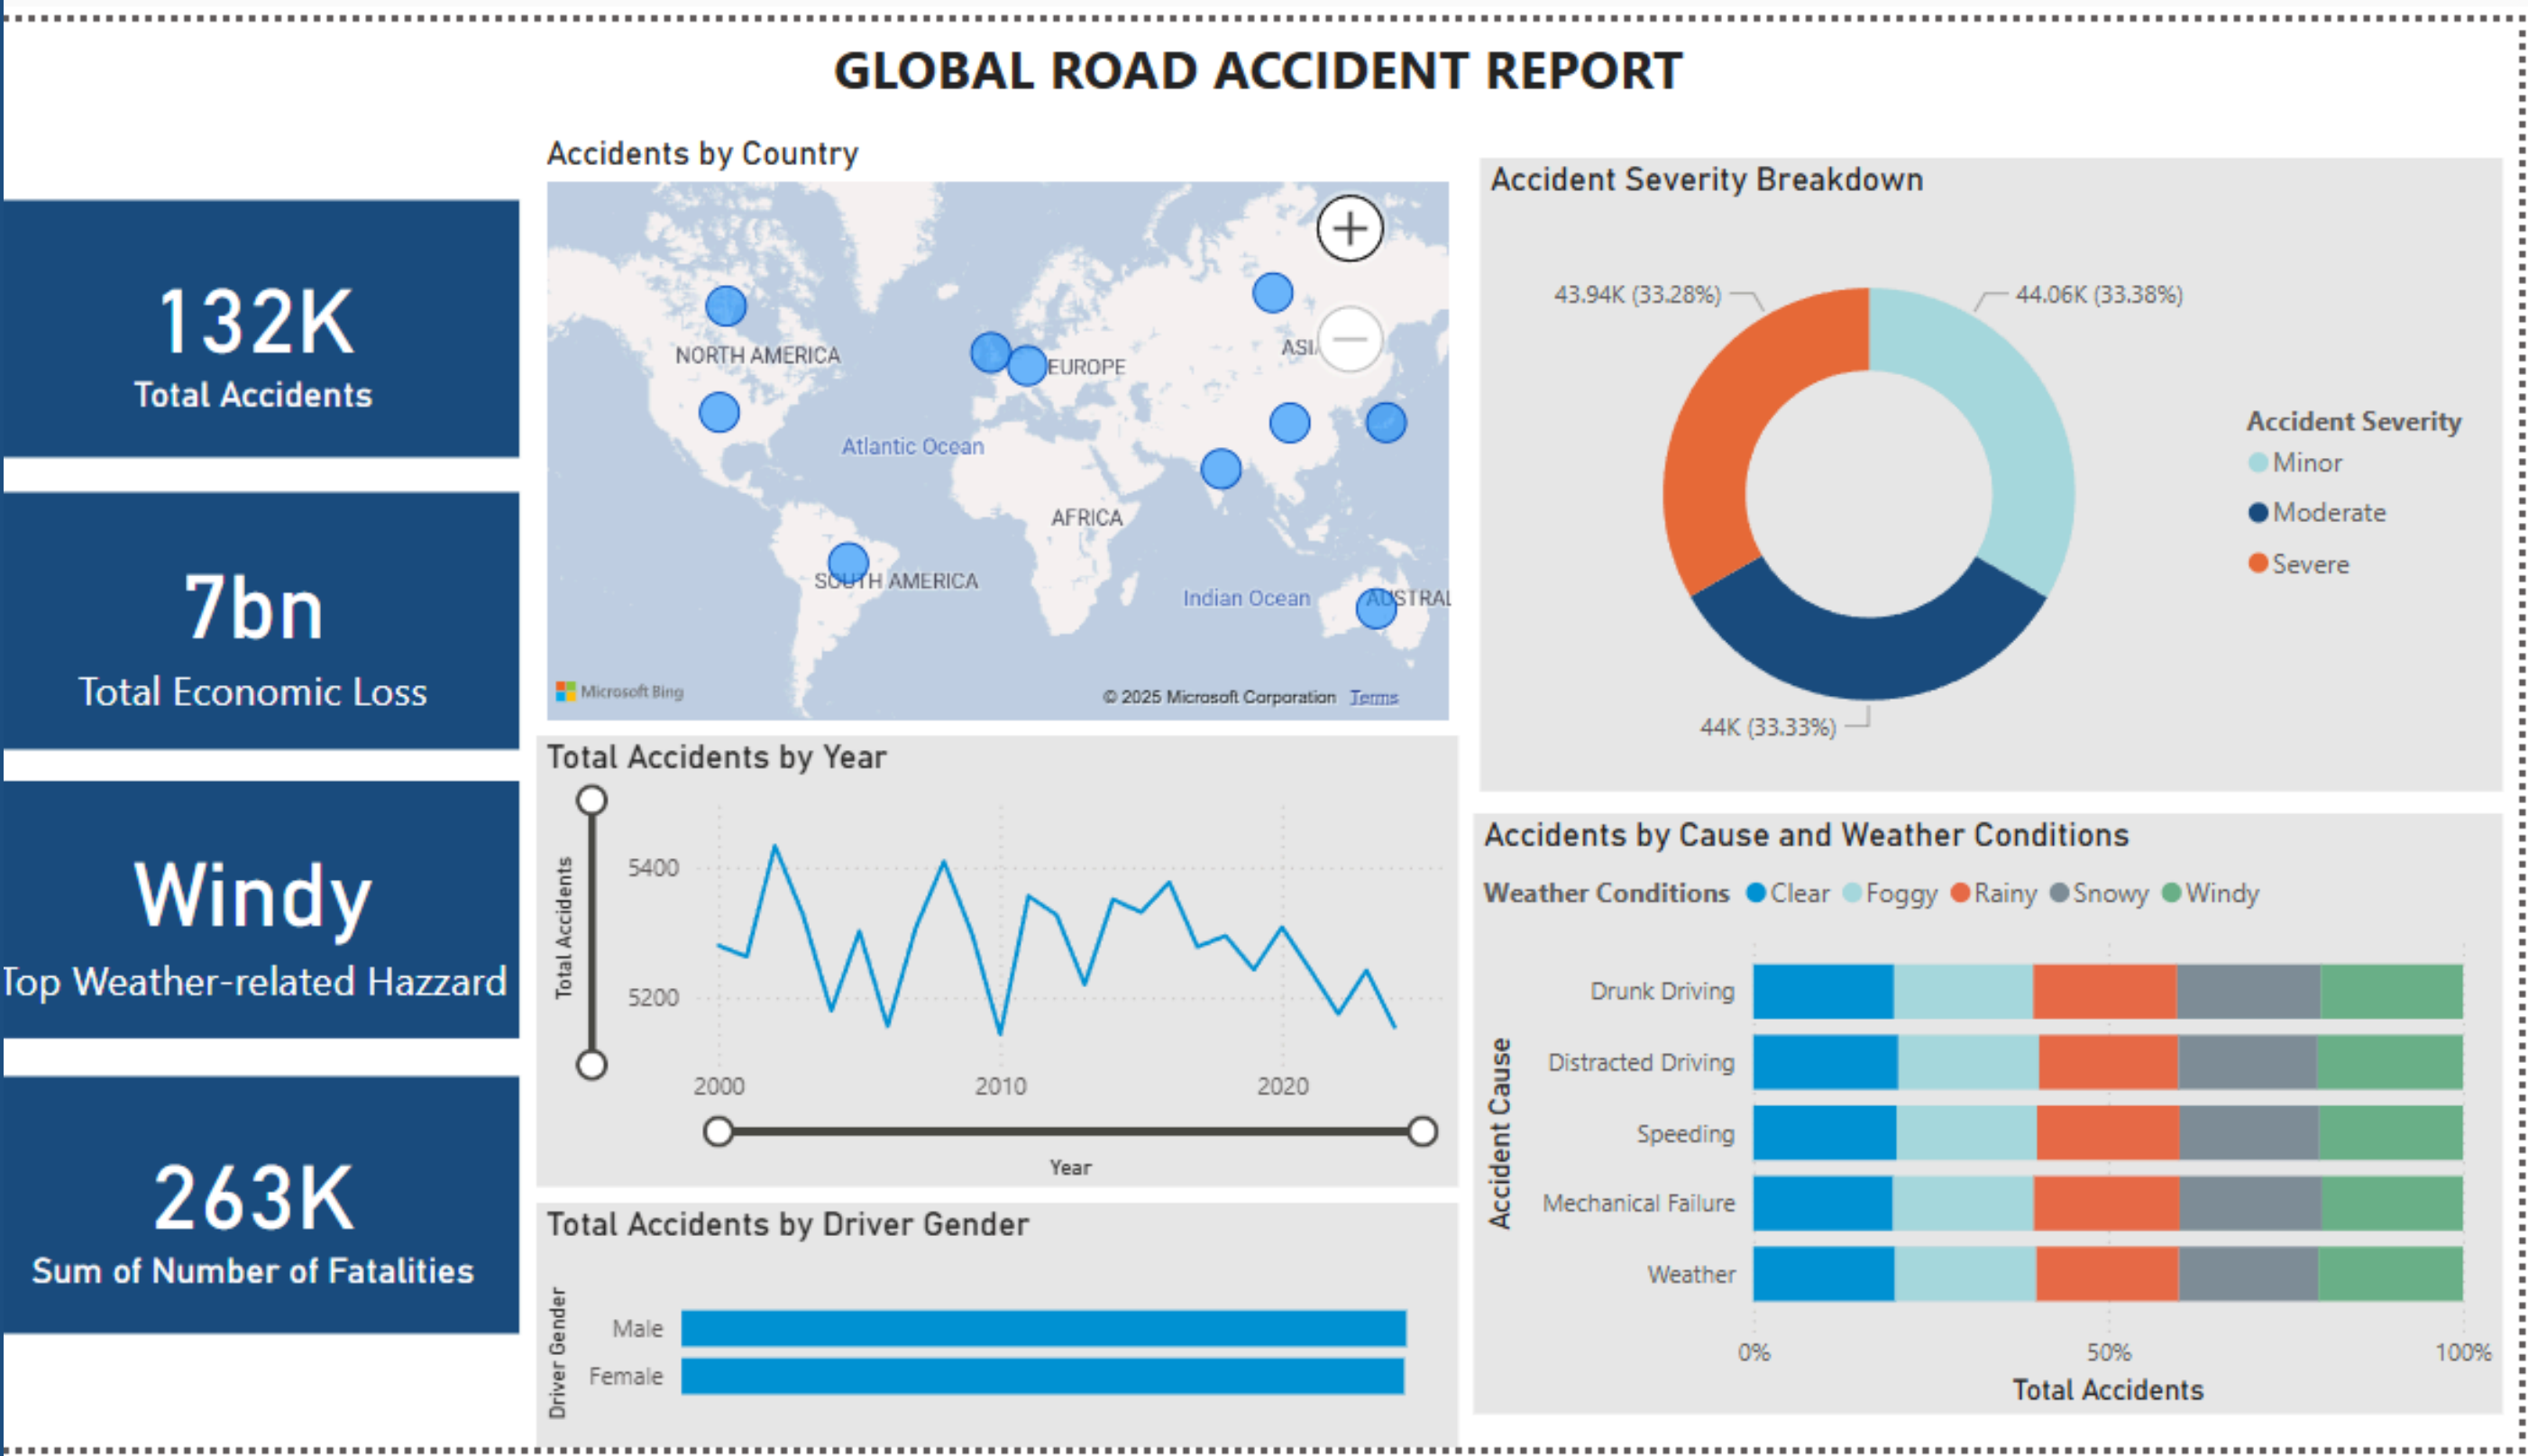 GLOBAL ROAD ACCIDENT REPORT
132K
Total Accidents
7bn
Total Economic Loss
Windy
Top Weather-related Hazzard
263K
Sum of Number of Fatalities
Accidents by Country
NORTH AMERICA
EUROPE
ASI
Atlantic Ocean
AFRICA
SOUTH AMERICA
Indian Ocean
AUSTRAL
Microsoft Bing
© 2025 Microsoft Corporation Terms
Total Accidents by Year
Total Accidents
5400
5200
2000 2010 2020
Year
Total Accidents by Driver Gender
Driver Gender
Male
Female
Accident Severity Breakdown
43.94K (33.28%)
44.06K (33.38%)
44K (33.33%)
Accident Severity
Minor
Moderate
Severe
Accidents by Cause and Weather Conditions
Weather Conditions Clear Foggy Rainy Snowy Windy
Accident Cause
Drunk Driving
Distracted Driving
Speeding
Mechanical Failure
Weather
0% 50% 100%
Total Accidents